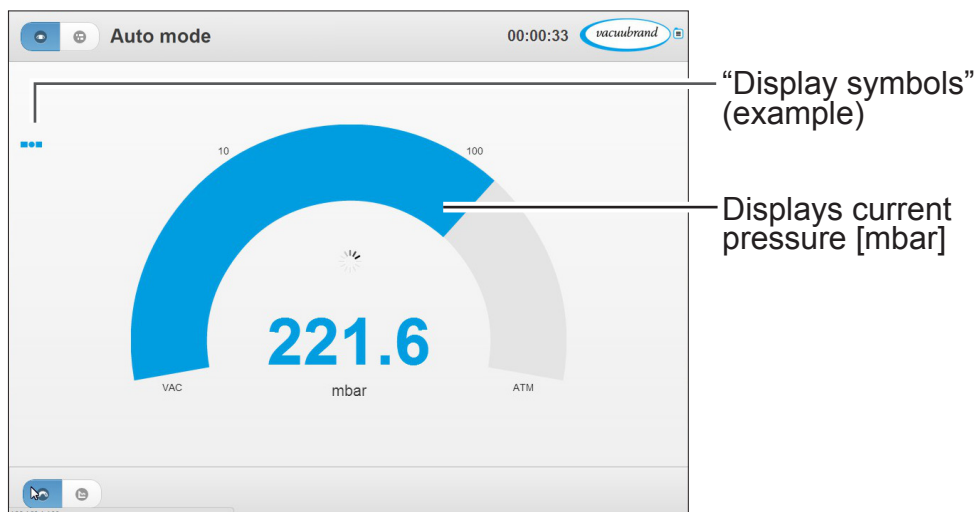 Auto mode
00:00:33
vacuubrand
“Display symbols”
(example)
10
100
Displays current
pressure [mbar]
221.6
mbar
VAC
ATM